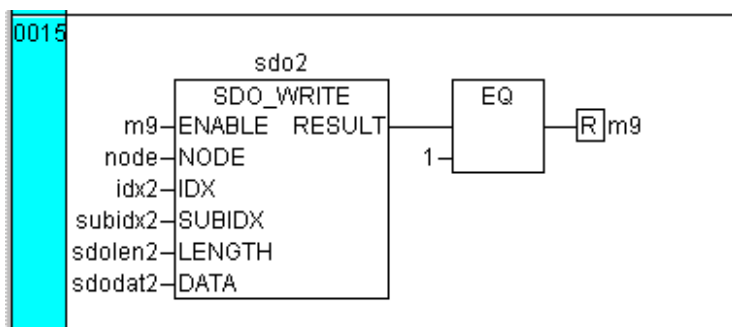 0015
sdo2
SDO_WRITE EQ
m9 ENABLE RESULT R m9
node NODE 1
idx2 IDX
subidx2 SUBIDX
sdolen2 LENGTH
sdodat2 DATA